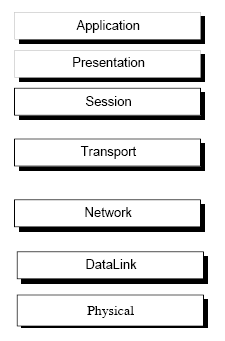 Application
Presentation
Session
Transport
Network
DataLink
Physical